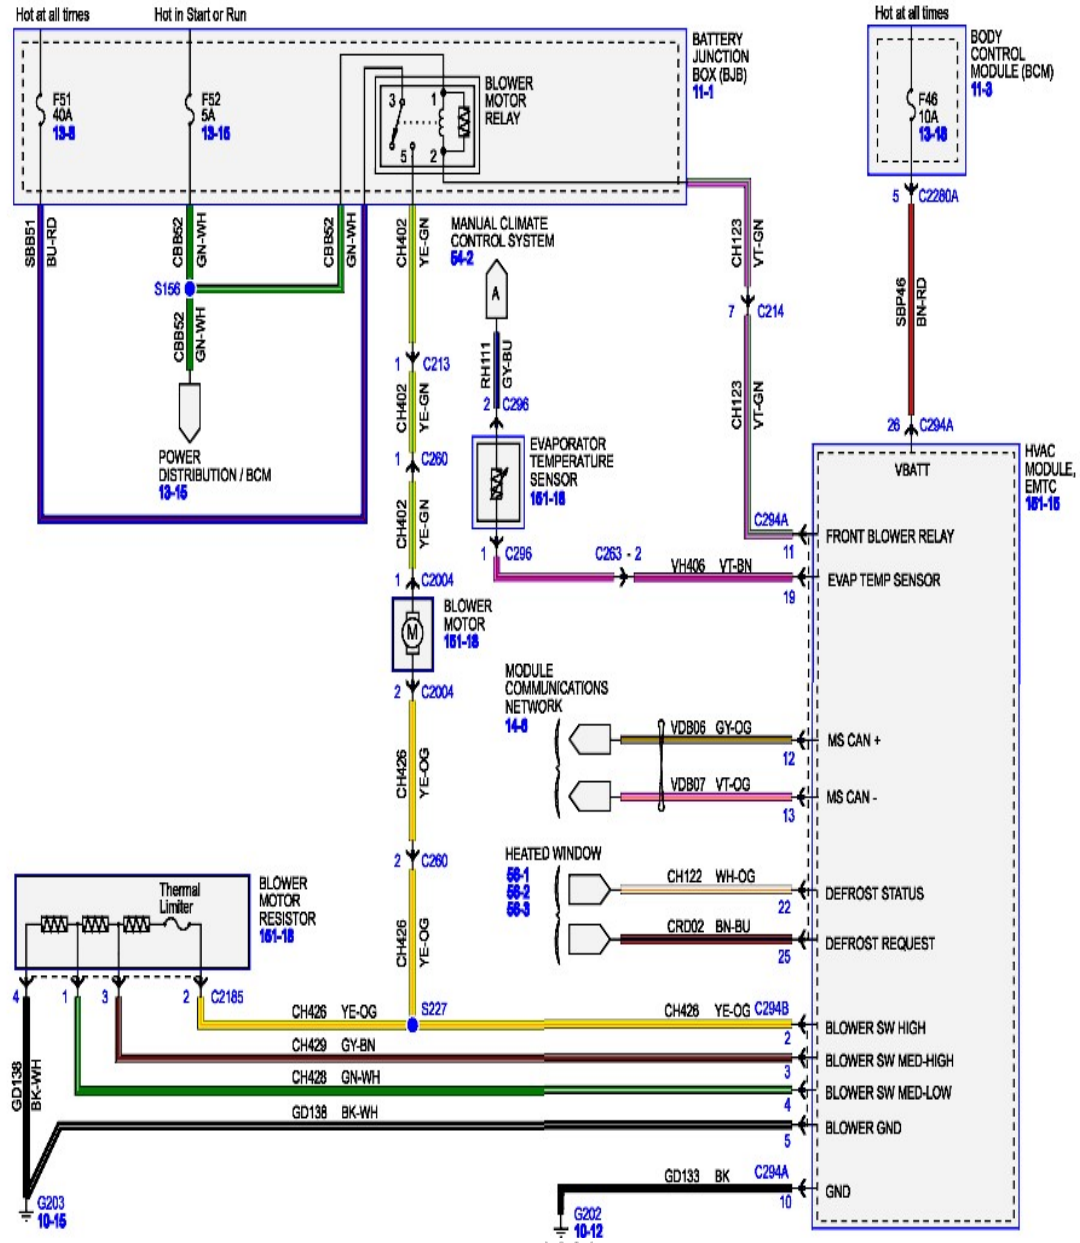 Hot at all times
Hot in Start or Run
Hot at all times
BATTERY
JUNCTION
BOX (BJB)
11-1
BODY
CONTROL
MODULE (BCM)
11-3
F51
40A
13-8
F52
5A
13-15
BLOWER
MOTOR
RELAY
3
1
5
2
F46
10A
13-18
5 C2280A
SBB51
BU-RD
CBB52
GN-WH
CBB52
GN-WH
CH402
YE-GN
MANUAL CLIMATE
CONTROL SYSTEM
54-2
A
CH123
VT-GN
7 C214
SBP46
BN-RD
S156
CBB52
GN-WH
POWER
DISTRIBUTION / BCM
13-15
1 C213
CH402
YE-GN
1 C260
CH402
YE-GN
RH111
GY-BU
2 C296
CH123
VT-GN
26 C294A
EVAPORATOR
TEMPERATURE
SENSOR
151-18
VBATT
HVAC
MODULE,
EMTC
151-15
C294A
11
FRONT BLOWER RELAY
1 C296
C263 - 2
VH406 VT-BN
19
EVAP TEMP SENSOR
1 C2004
M
BLOWER
MOTOR
151-18
2 C2004
MODULE
COMMUNICATIONS
NETWORK
14-6
VDB06 GY-OG
12
MS CAN +
VDB07 VT-OG
13
MS CAN -
CH426
YE-OG
2 C260
HEATED WINDOW
56-1
56-2
56-3
CH122 WH-OG
22
DEFROST STATUS
CRD02 BN-BU
25
DEFROST REQUEST
Thermal
Limiter
BLOWER
MOTOR
RESISTOR
151-18
CH426
YE-OG
4
1
3
2 C2185
S227
CH426 YE-OG
CH426 YE-OG C294B
2
BLOWER SW HIGH
CH429 GY-BN
3
BLOWER SW MED-HIGH
CH428 GN-WH
4
BLOWER SW MED-LOW
GD138
BK-WH
GD138 BK-WH
5
BLOWER GND
GD133 BK C294A
10
GND
G203
10-15
G202
10-12